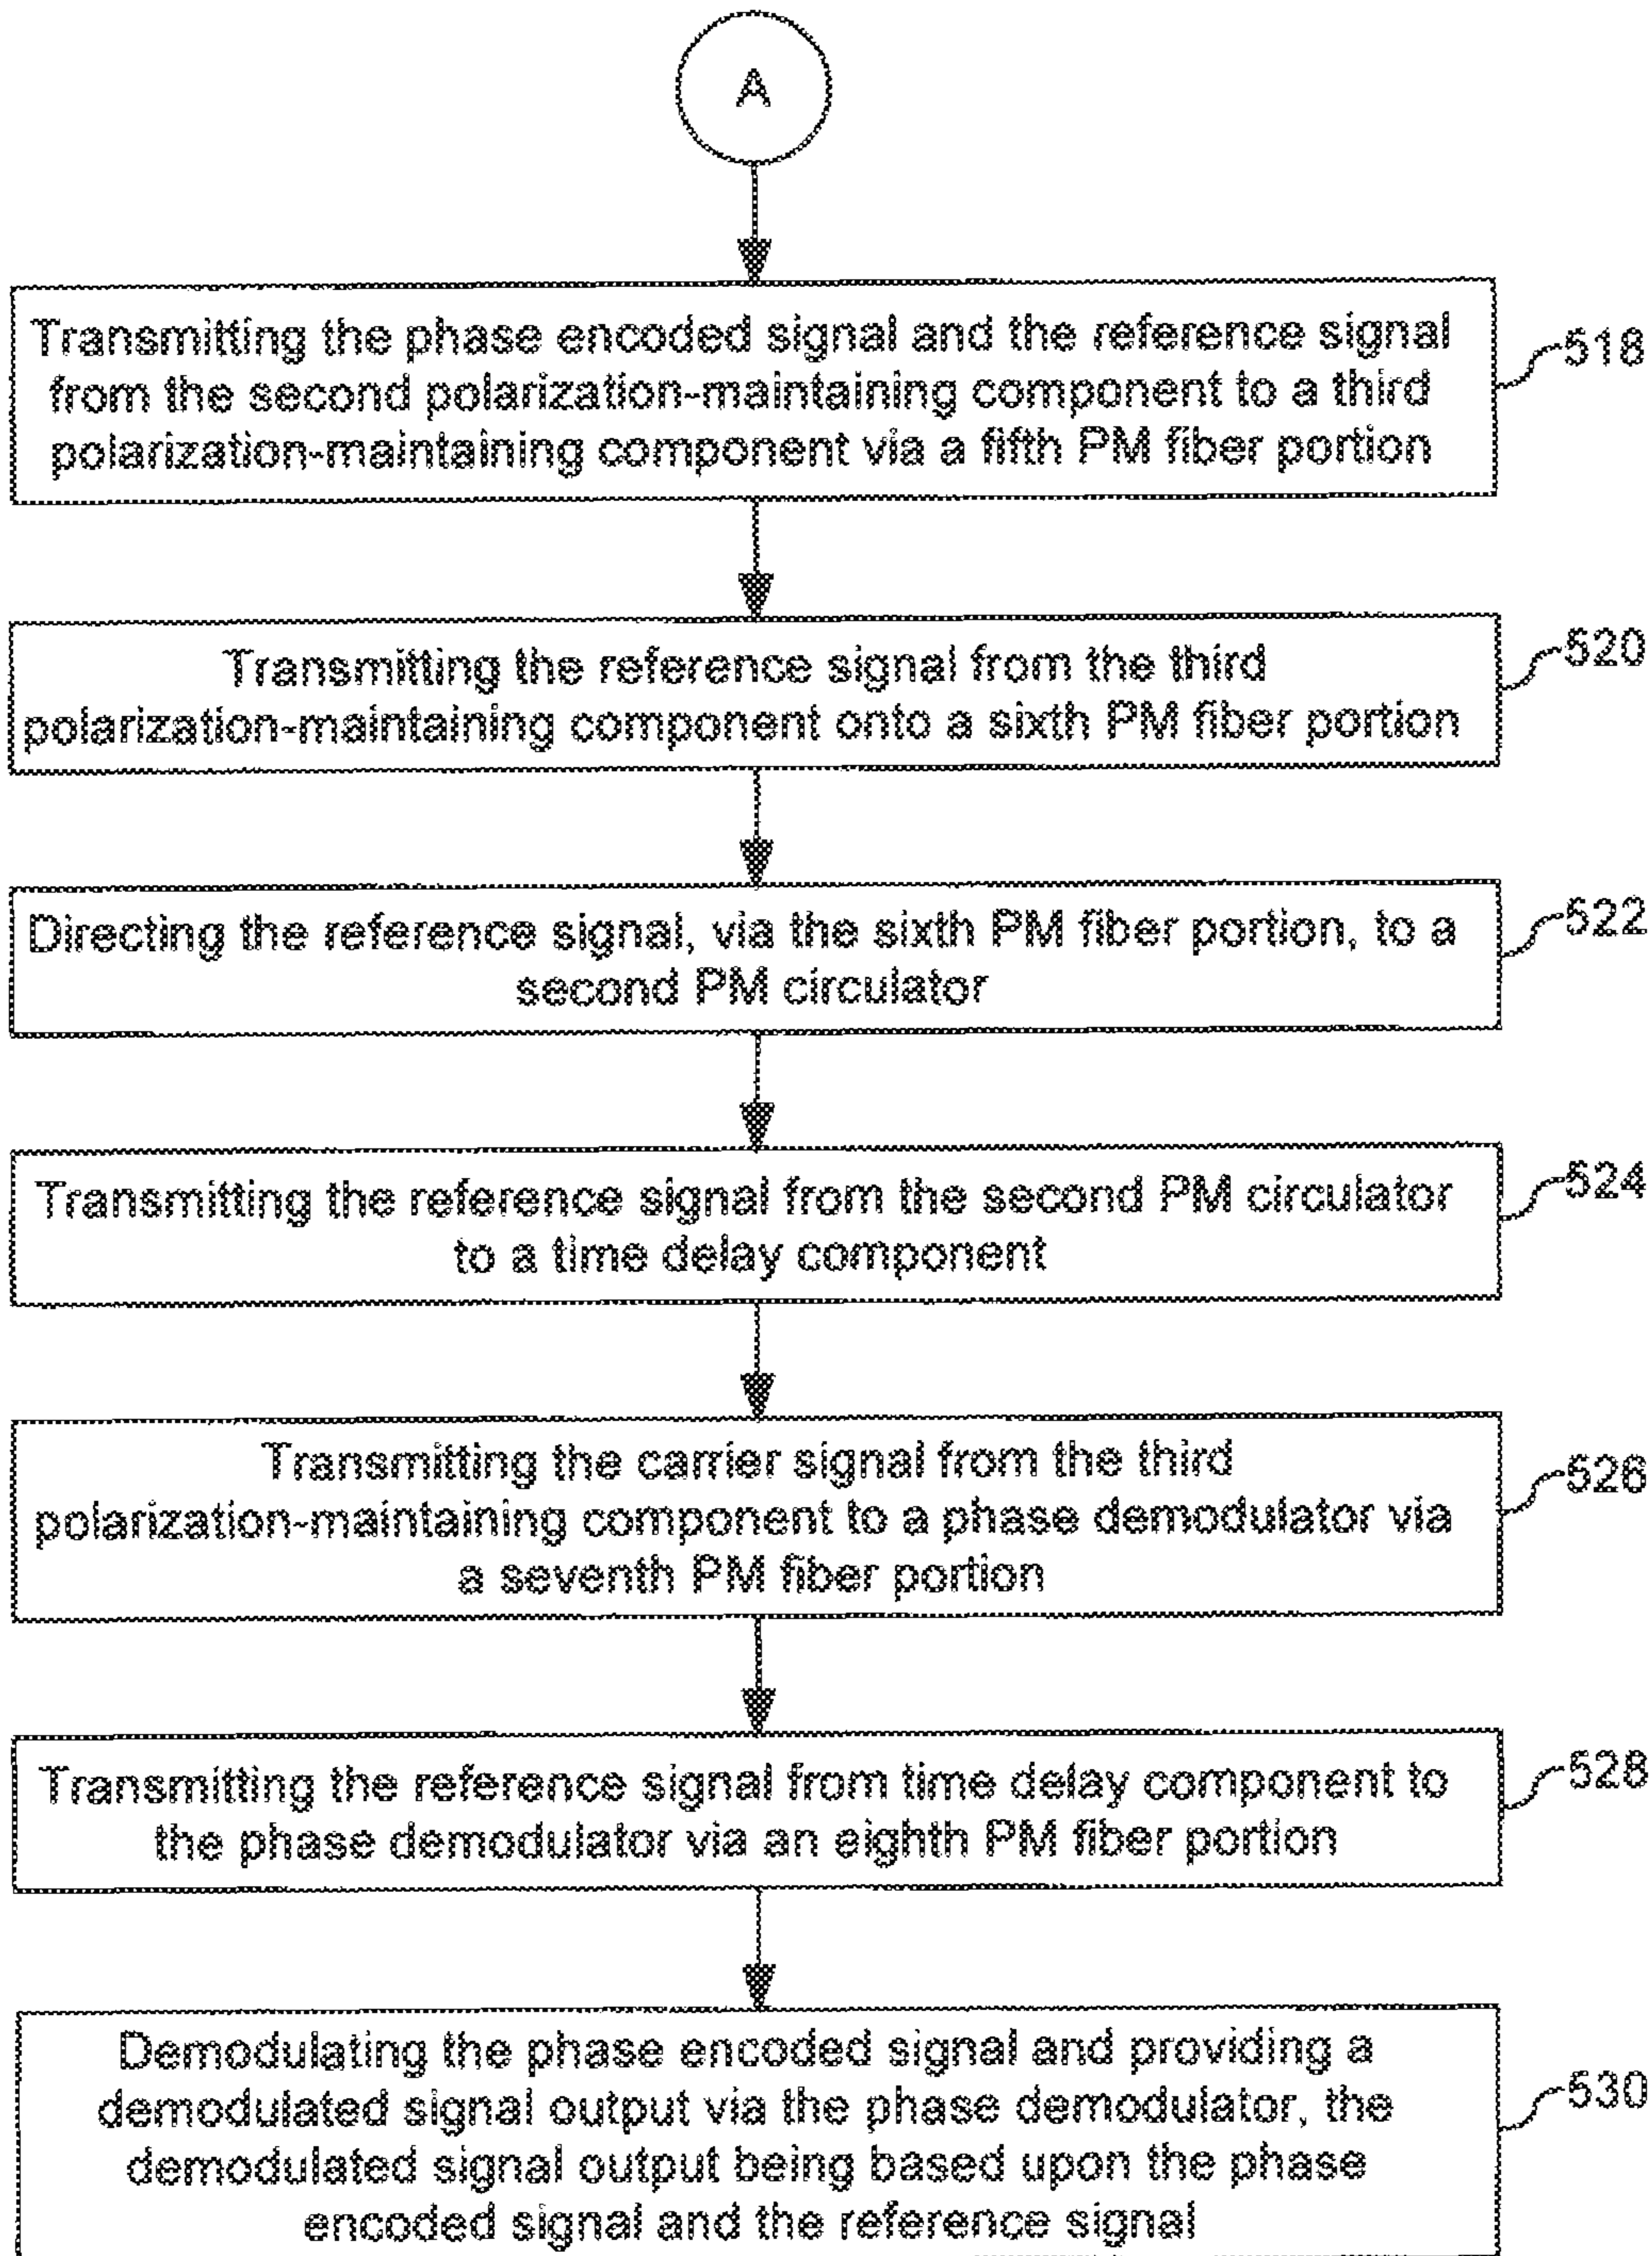 A
Transmitting the phase encoded signal and the reference signal
from the second polarization-maintaining component to a third
polarization-maintaining component via a fifth PM fiber portion
518
Transmitting the reference signal from the third
polarization-maintaining component onto a sixth PM fiber portion
520
Directing the reference signal, via the sixth PM fiber portion, to a
second PM circulator
522
Transmitting the reference signal from the second PM circulator
to a time delay component
524
Transmitting the carrier signal from the third
polarization-maintaining component to a phase demodulator via
a seventh PM fiber portion
526
Transmitting the reference signal from time delay component to
the phase demodulator via an eighth PM fiber portion
528
Demodulating the phase encoded signal and providing a
demodulated signal output via the phase demodulator, the
demodulated signal output being based upon the phase
encoded signal and the reference signal
530